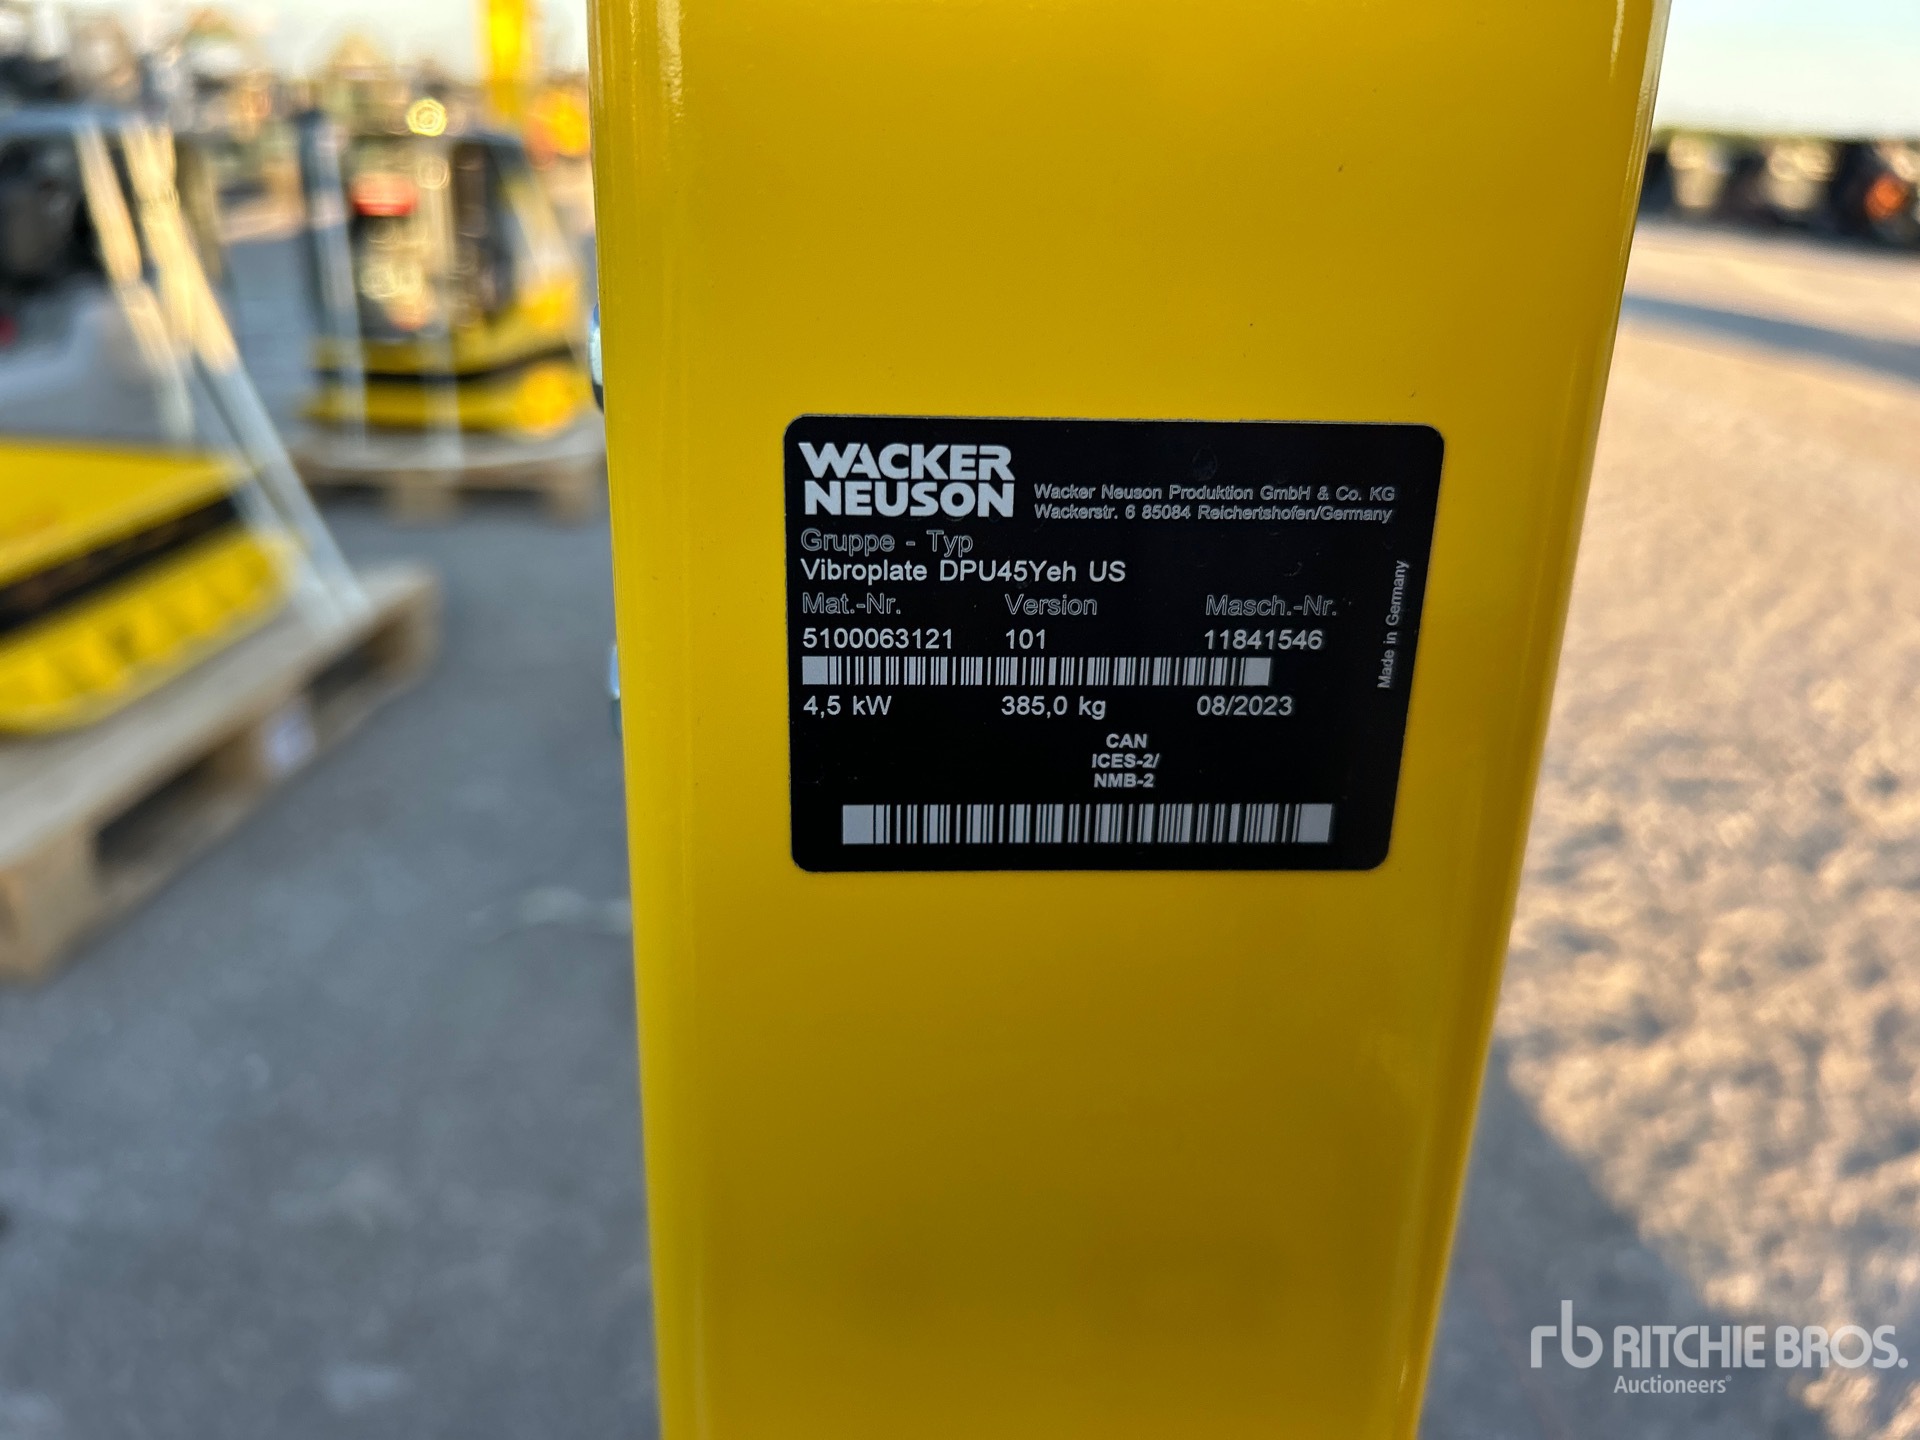 WACKER
NEUSON
Wacker Neuson Produktion GmbH & Co. KG
Wackerstr. 6 85084 Reichertshofen/Germany
Gruppe - Typ
Vibroplate DPU45Yeh US
Mat.-Nr. Version Masch.-Nr.
5100063121 101 11841546
4,5 kW 385,0 kg 08/2023
Made in Germany
CAN
ICES-2/
NMB-2
rb RITCHIE BROS.
Auctioneers®